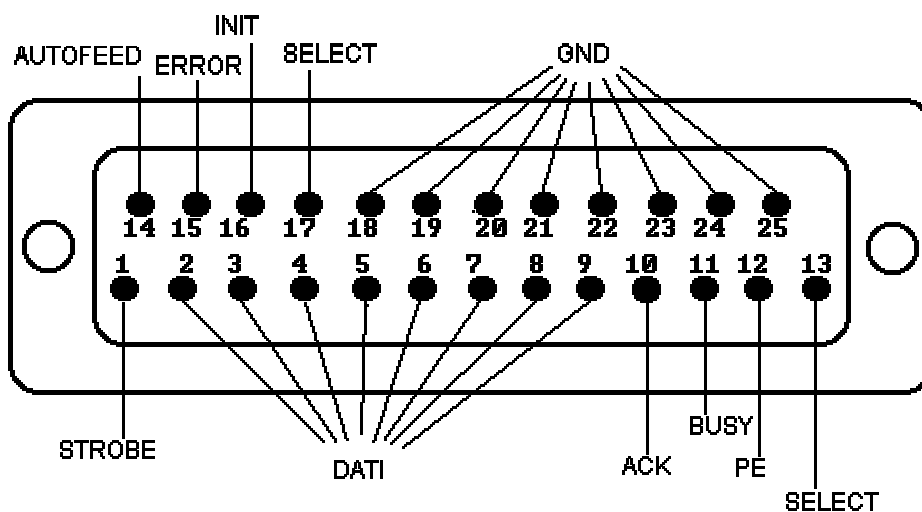 INIT
AUTOFEED ERROR SELECT GND
14 15 16 17 18 19 20 21 22 23 24 25
1 2 3 4 5 6 7 8 9 10 11 12 13
STROBE DATI ACK BUSY PE
SELECT